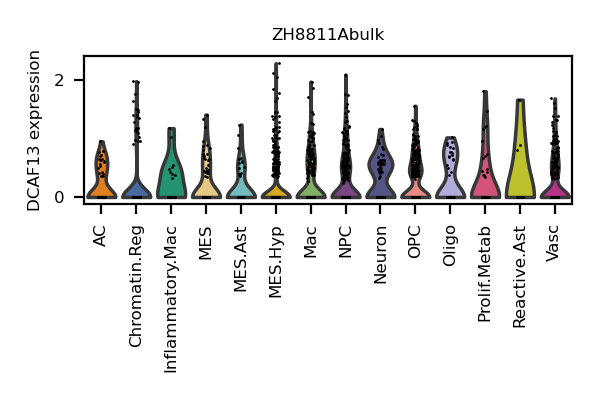 ZH8811Abulk
DCAF13 expression
2
0
AC
Chromatin.Reg
Inflammatory.Mac
MES
MES.Ast
MES.Hyp
Mac
NPC
Neuron
OPC
Oligo
Prolif.Metab
Reactive.Ast
Vasc